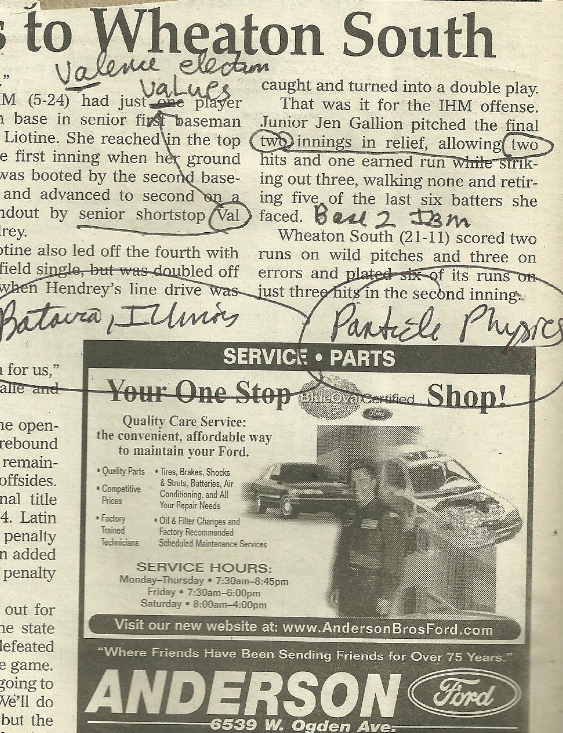 s to Wheaton South
Valence election
values
"
IM (5-24) had just one player
n base in senior first baseman
Liotine. She reached in the top
e first inning when her ground
was booted by the second base-
and advanced to second on a
ndout by senior shortstop Val
rey.
otine also led off the fourth with
field single, but was doubled off
when Hendrey's line drive was
caught and turned into a double play.
That was it for the IHM offense.
Junior Jen Gallion pitched the final
two innings in relief, allowing two
hits and one earned run while strik-
ing out three, walking none and retir-
ing five of the last six batters she
faced. Base 2 IBM
Wheaton South (21-11) scored two
runs on wild pitches and three on
errors and plated six of its runs on
just three hits in the second inning.
Batavia, Illinois
Particle Physics
n for us,"
alie and
he open-
rebound
remain-
offsides.
nal title
4. Latin
penalty
n added
penalty
out for
he state
defeated
e game.
going to
We'll do
but the
SERVICE • PARTS
Your One Stop BlueOvalCertified Shop!
Ford
Quality Care Service:
the convenient, affordable way
to maintain your Ford.
• Quality Parts
• Competitive
Prices
• Factory
Trained
Technicians
• Tires, Brakes, Shocks
& Struts, Batteries, Air
Conditioning, and All
Your Repair Needs
• Oil & Filter Changes and
Factory Recommended
Scheduled Maintenance Services
SERVICE HOURS:
Monday–Thursday • 7:30am–8:45pm
Friday • 7:30am–6:00pm
Saturday • 8:00am–4:00pm
Visit our new website at: www.AndersonBrosFord.com
"Where Friends Have Been Sending Friends for Over 75 Years."
ANDERSON Ford
6539 W. Ogden Ave.